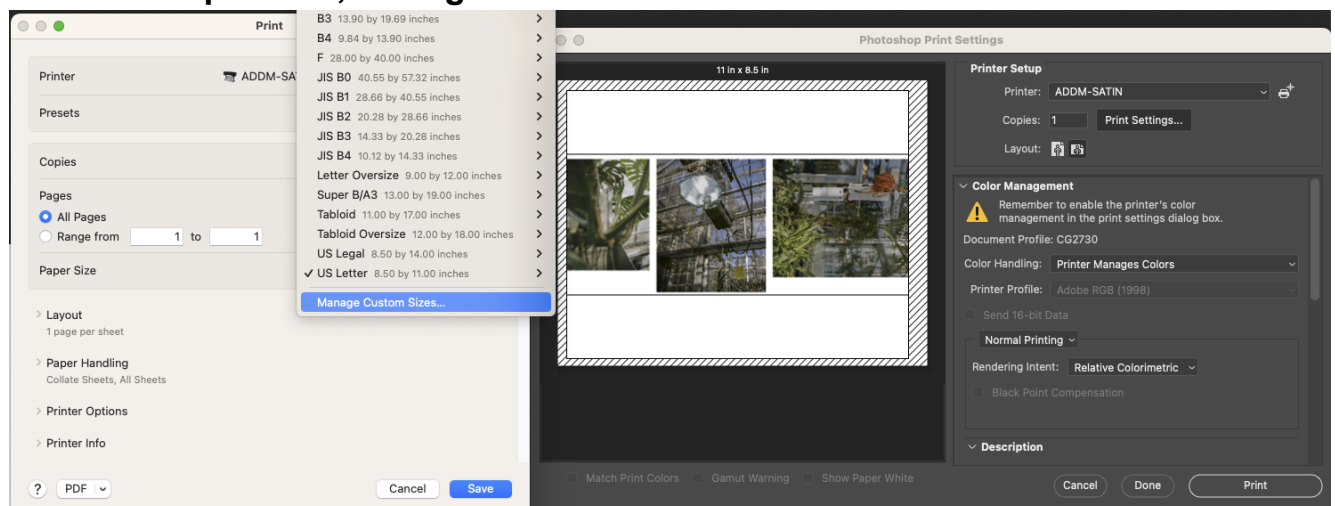 Print
Printer
ADDM-SA
Presets
Copies
Pages
All Pages
Range from 1 to 1
Paper Size
Layout
1 page per sheet
Paper Handling
Collate Sheets, All Sheets
Printer Options
Printer Info
? PDF
Cancel Save
B3 13.90 by 19.69 inches
B4 9.84 by 13.90 inches
F 28.00 by 40.00 inches
JIS B0 40.55 by 57.32 inches
JIS B1 28.66 by 40.55 inches
JIS B2 20.28 by 28.66 inches
JIS B3 14.33 by 20.28 inches
JIS B4 10.12 by 14.33 inches
Letter Oversize 9.00 by 12.00 inches
Super B/A3 13.00 by 19.00 inches
Tabloid 11.00 by 17.00 inches
Tabloid Oversize 12.00 by 18.00 inches
US Legal 8.50 by 14.00 inches
✓ US Letter 8.50 by 11.00 inches
Manage Custom Sizes...
Photoshop Print Settings
11 in x 8.5 in
Match Print Colors Gamut Warning Show Paper White
Printer Setup
Printer: ADDM-SATIN
Copies: 1 Print Settings...
Layout:
Color Management
Remember to enable the printer's color
management in the print settings dialog box.
Document Profile: CG2730
Color Handling: Printer Manages Colors
Printer Profile: Adobe RGB (1998)
Send 16-bit Data
Normal Printing
Rendering Intent: Relative Colorimetric
Black Point Compensation
Description
Cancel Done Print